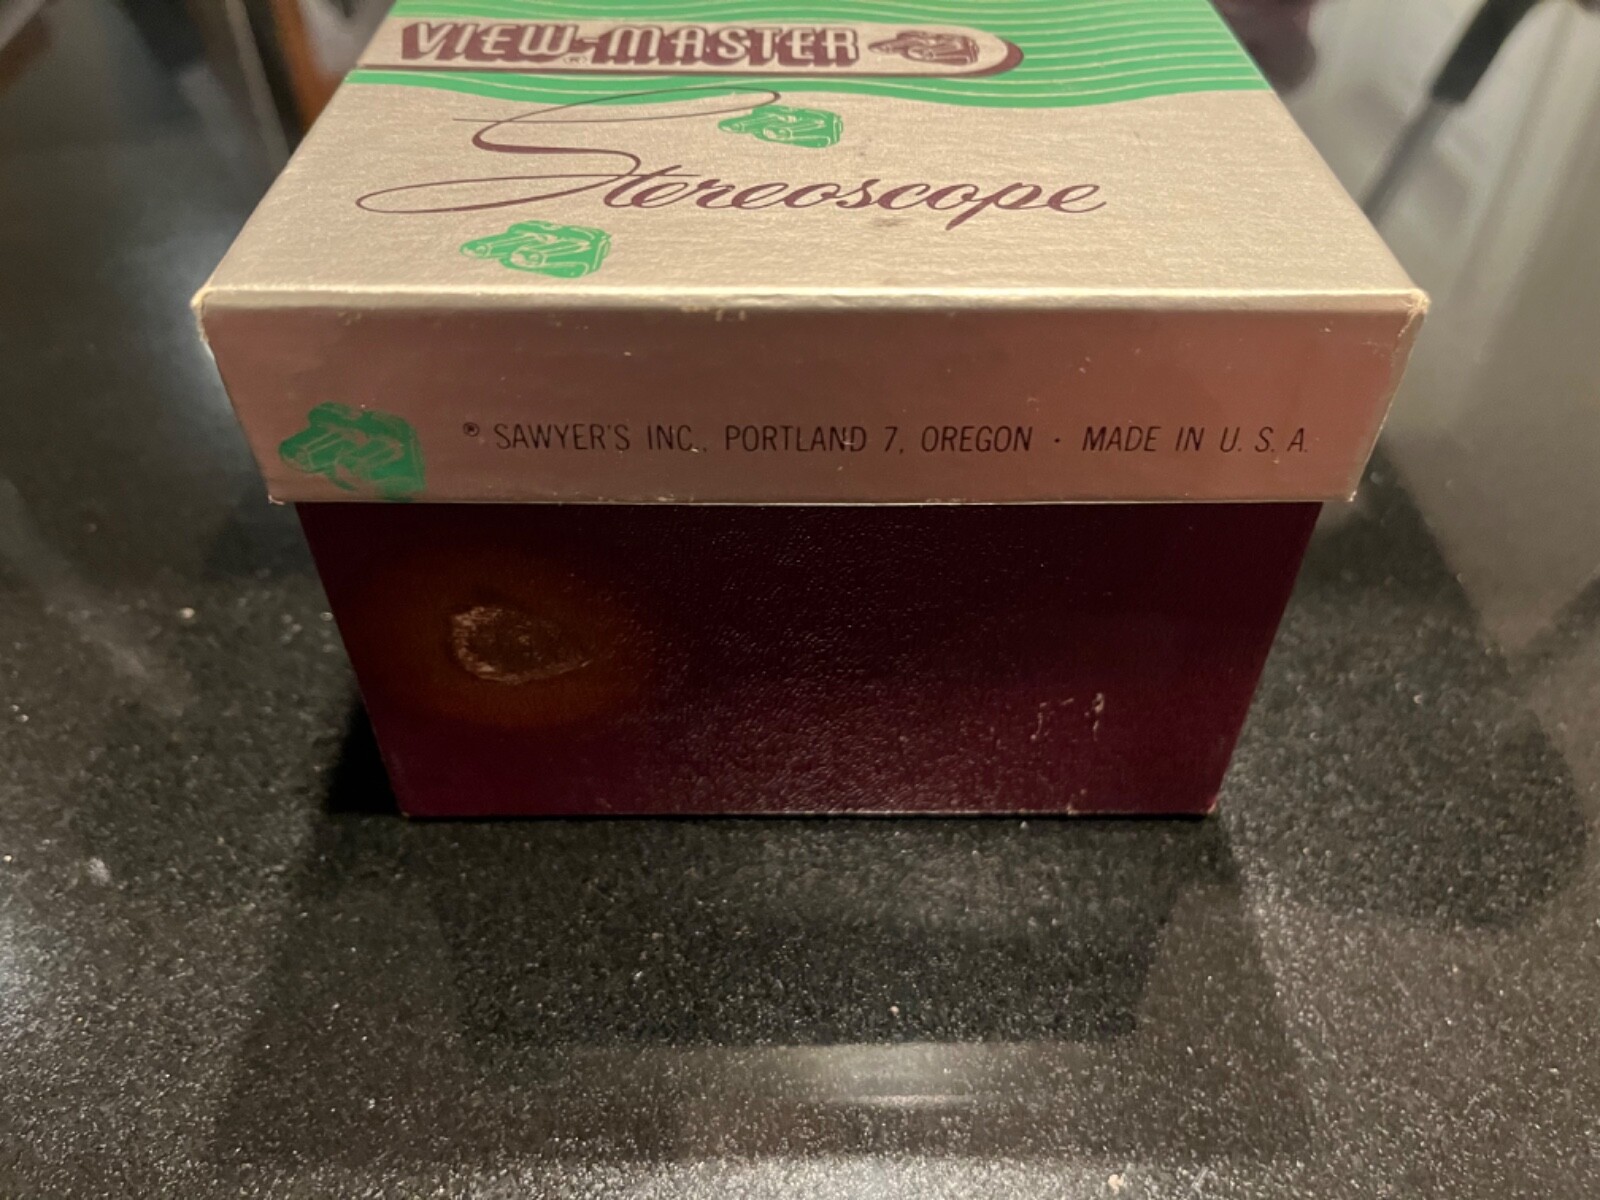 VIEW-MASTER
®
Stereoscope
® SAWYER'S INC., PORTLAND 7, OREGON · MADE IN U. S. A.